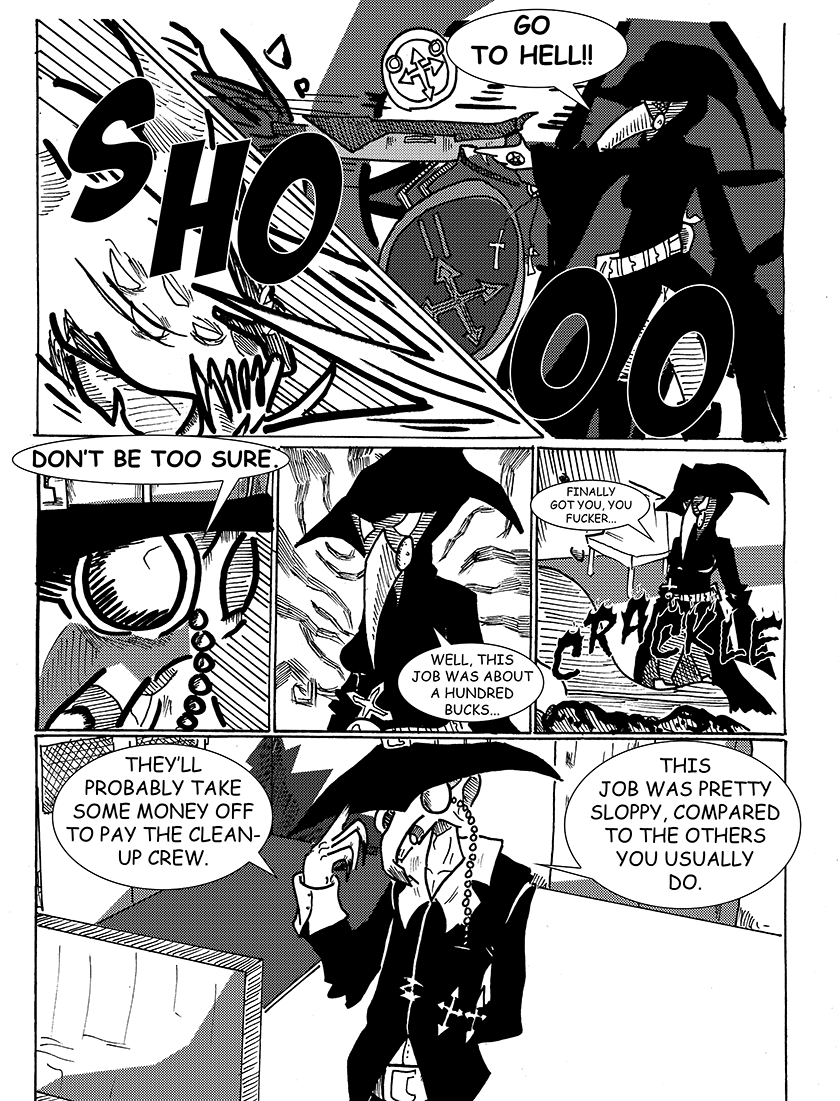 GO
TO HELL!!
SHO
OO
FINALLY
GOT YOU, YOU
FUCKER...
CRACKLE
WELL, THIS
JOB WAS ABOUT
A HUNDRED
BUCKS...
DON'T BE TOO SURE.
THIS
JOB WAS PRETTY
SLOPPY, COMPARED
TO THE OTHERS
YOU USUALLY
DO.
THEY'LL
PROBABLY TAKE
SOME MONEY OFF
TO PAY THE CLEAN-
UP CREW.